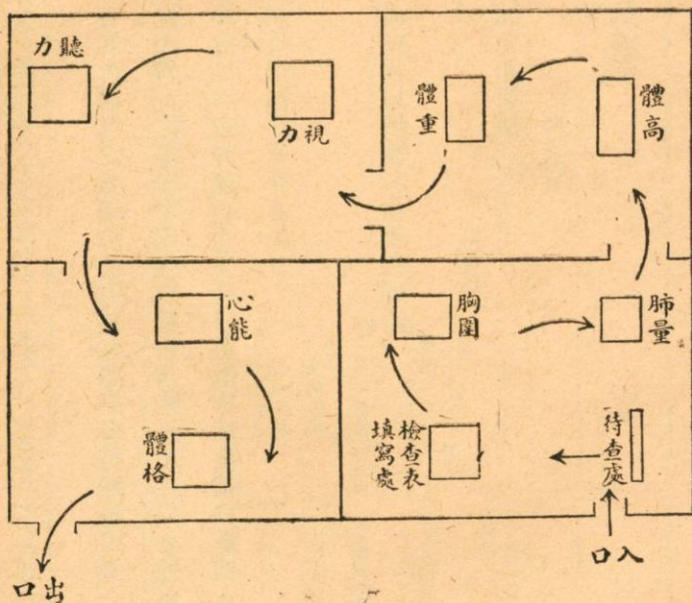 入口
待查處
檢查表
填寫處
胸圍
肺量
體高
體重
視力
聽力
心能
體格
出口